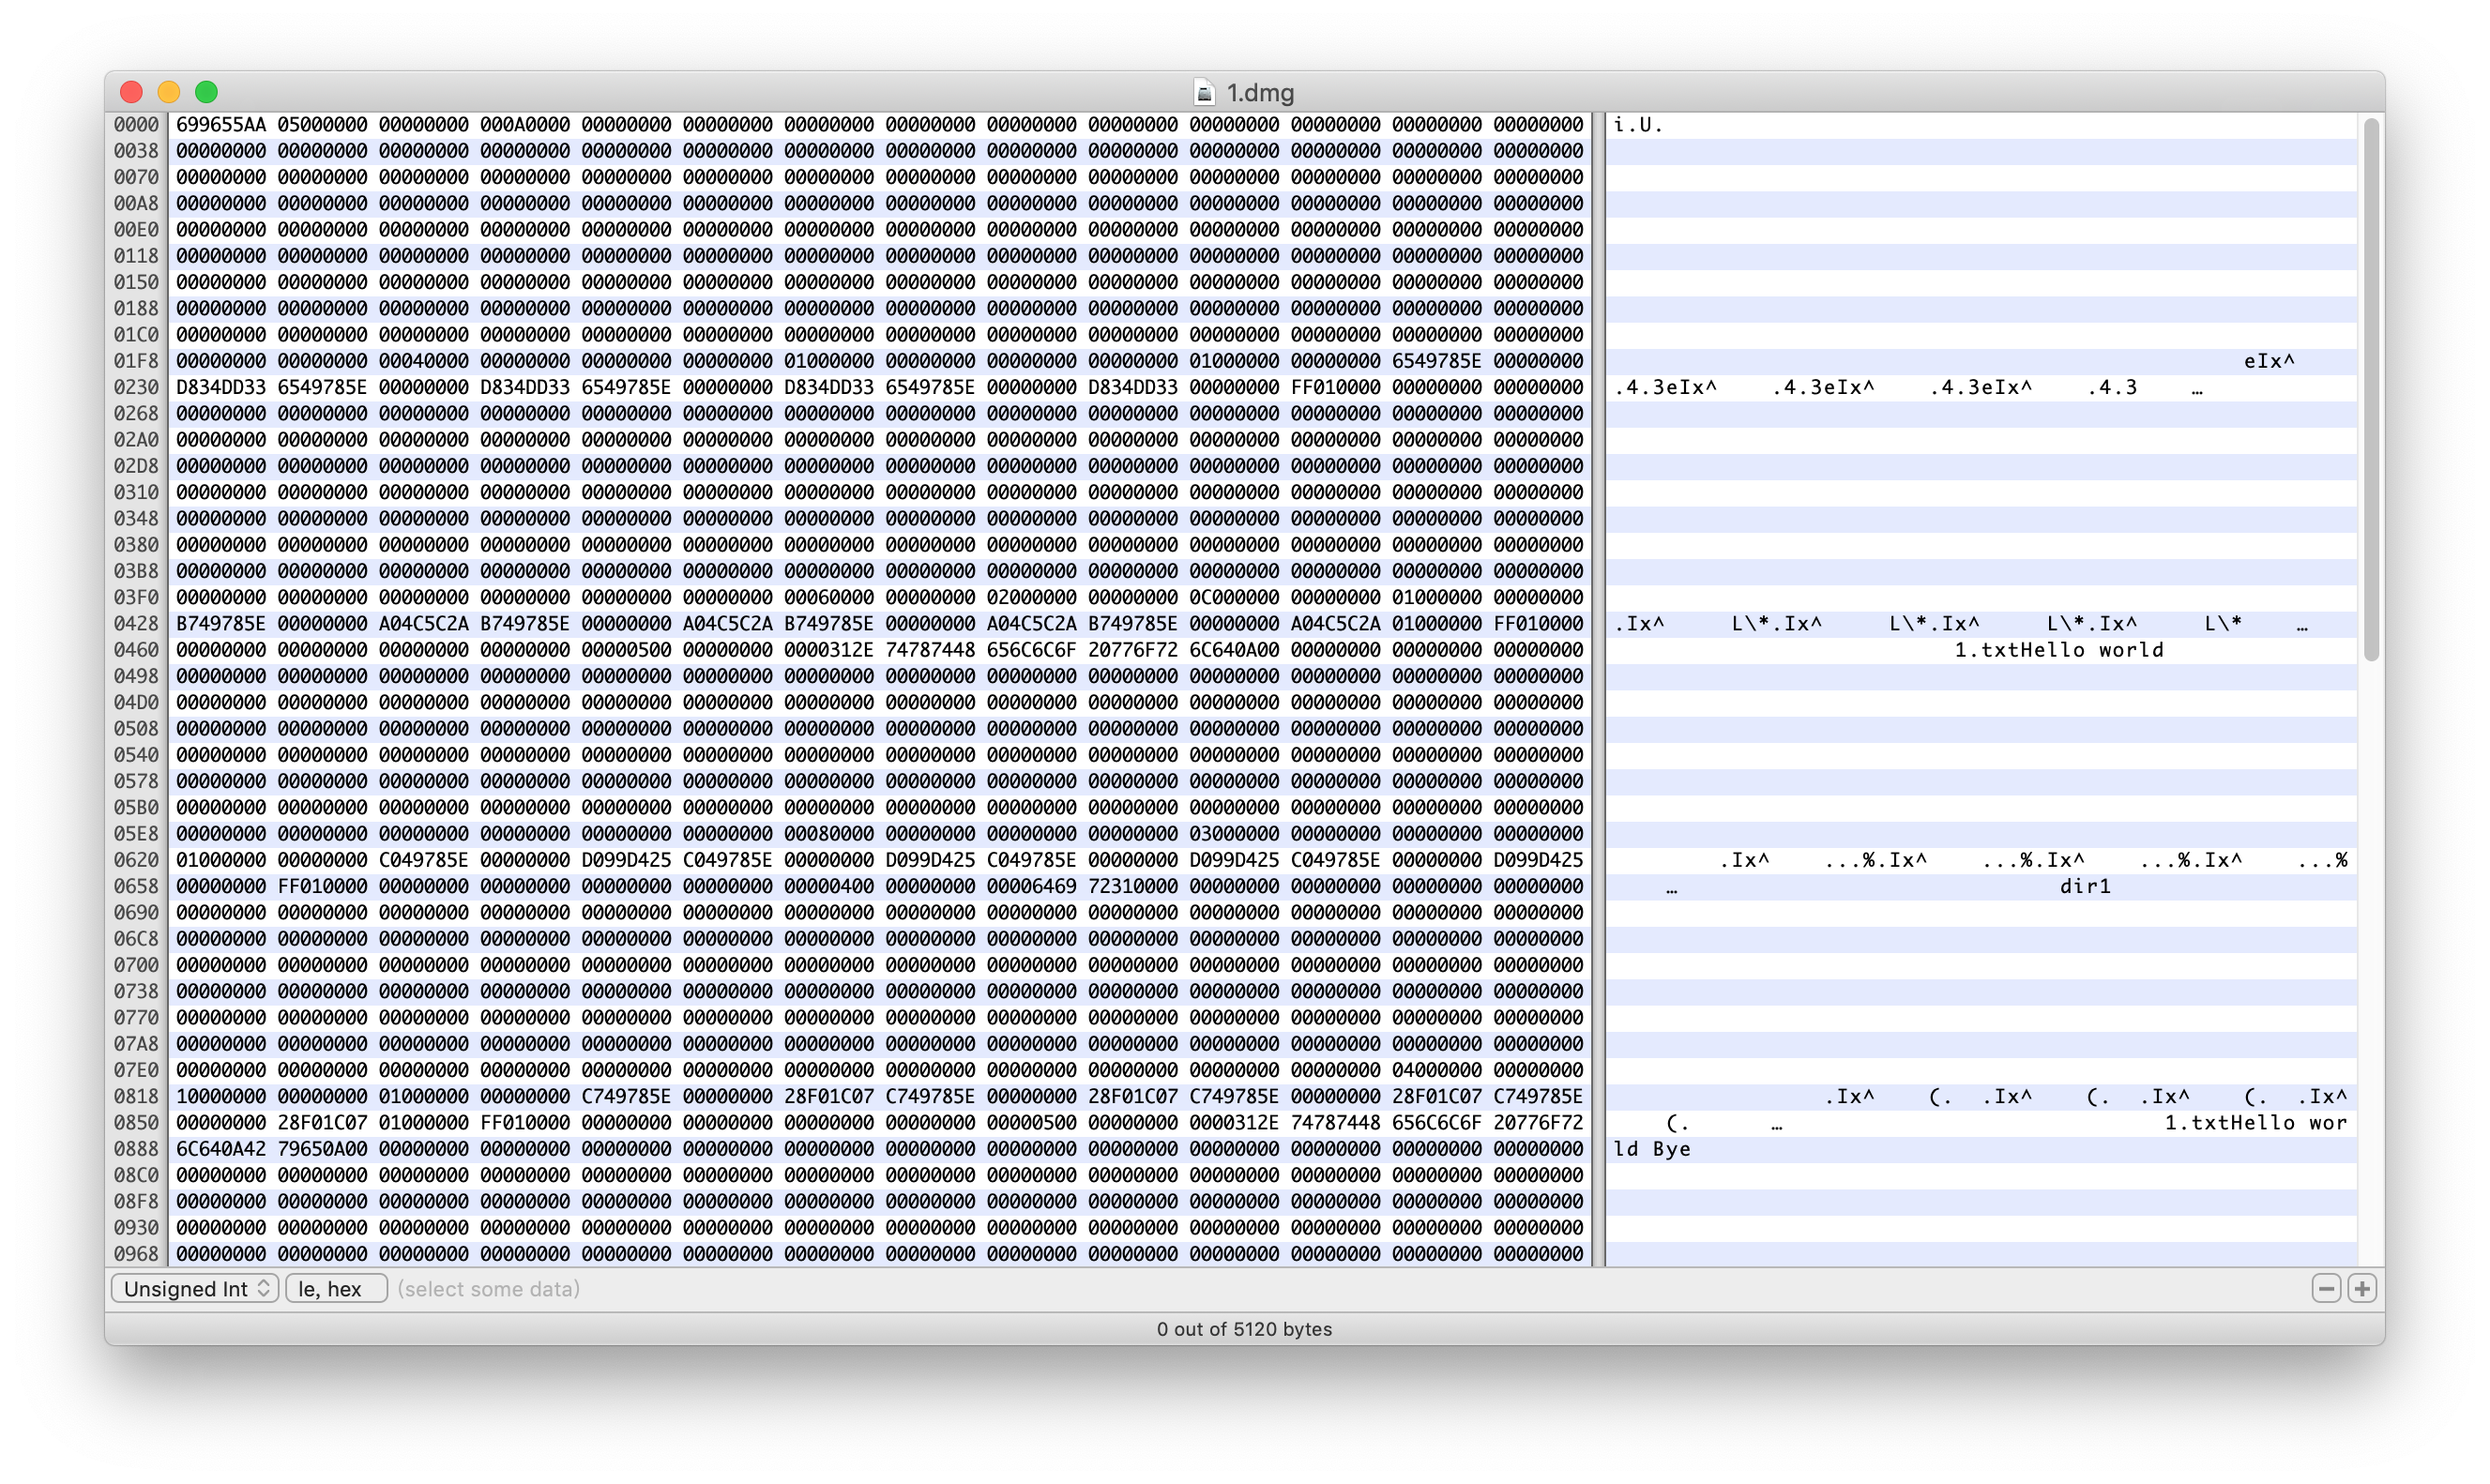 1.dmg
0000 699655AA 05000000 00000000 000A0000 00000000 00000000 00000000 00000000 00000000 00000000 00000000 00000000 00000000 00000000 i.U.
0038 00000000 00000000 00000000 00000000 00000000 00000000 00000000 00000000 00000000 00000000 00000000 00000000 00000000 00000000
0070 00000000 00000000 00000000 00000000 00000000 00000000 00000000 00000000 00000000 00000000 00000000 00000000 00000000 00000000
00A8 00000000 00000000 00000000 00000000 00000000 00000000 00000000 00000000 00000000 00000000 00000000 00000000 00000000 00000000
00E0 00000000 00000000 00000000 00000000 00000000 00000000 00000000 00000000 00000000 00000000 00000000 00000000 00000000 00000000
0118 00000000 00000000 00000000 00000000 00000000 00000000 00000000 00000000 00000000 00000000 00000000 00000000 00000000 00000000
0150 00000000 00000000 00000000 00000000 00000000 00000000 00000000 00000000 00000000 00000000 00000000 00000000 00000000 00000000
0188 00000000 00000000 00000000 00000000 00000000 00000000 00000000 00000000 00000000 00000000 00000000 00000000 00000000 00000000
01C0 00000000 00000000 00000000 00000000 00000000 00000000 00000000 00000000 00000000 00000000 00000000 00000000 00000000 00000000
01F8 00000000 00000000 00040000 00000000 00000000 00000000 01000000 00000000 00000000 00000000 01000000 00000000 6549785E 00000000 eIx^
0230 D834DD33 6549785E 00000000 D834DD33 6549785E 00000000 D834DD33 6549785E 00000000 D834DD33 00000000 FF010000 00000000 00000000 .4.3eIx^ .4.3eIx^ .4.3eIx^ .4.3 …
0268 00000000 00000000 00000000 00000000 00000000 00000000 00000000 00000000 00000000 00000000 00000000 00000000 00000000 00000000
02A0 00000000 00000000 00000000 00000000 00000000 00000000 00000000 00000000 00000000 00000000 00000000 00000000 00000000 00000000
02D8 00000000 00000000 00000000 00000000 00000000 00000000 00000000 00000000 00000000 00000000 00000000 00000000 00000000 00000000
0310 00000000 00000000 00000000 00000000 00000000 00000000 00000000 00000000 00000000 00000000 00000000 00000000 00000000 00000000
0348 00000000 00000000 00000000 00000000 00000000 00000000 00000000 00000000 00000000 00000000 00000000 00000000 00000000 00000000
0380 00000000 00000000 00000000 00000000 00000000 00000000 00000000 00000000 00000000 00000000 00000000 00000000 00000000 00000000
03B8 00000000 00000000 00000000 00000000 00000000 00000000 00000000 00000000 00000000 00000000 00000000 00000000 00000000 00000000
03F0 00000000 00000000 00000000 00000000 00000000 00000000 00060000 00000000 02000000 00000000 0C000000 00000000 01000000 00000000
0428 B749785E 00000000 A04C5C2A B749785E 00000000 A04C5C2A B749785E 00000000 A04C5C2A B749785E 00000000 A04C5C2A 01000000 FF010000 .Ix^ L\*.Ix^ L\*.Ix^ L\*.Ix^ L\* …
0460 00000000 00000000 00000000 00000000 00000500 00000000 0000312E 74787448 656C6C6F 20776F72 6C640A00 00000000 00000000 00000000 1.txtHello world
0498 00000000 00000000 00000000 00000000 00000000 00000000 00000000 00000000 00000000 00000000 00000000 00000000 00000000 00000000
04D0 00000000 00000000 00000000 00000000 00000000 00000000 00000000 00000000 00000000 00000000 00000000 00000000 00000000 00000000
0508 00000000 00000000 00000000 00000000 00000000 00000000 00000000 00000000 00000000 00000000 00000000 00000000 00000000 00000000
0540 00000000 00000000 00000000 00000000 00000000 00000000 00000000 00000000 00000000 00000000 00000000 00000000 00000000 00000000
0578 00000000 00000000 00000000 00000000 00000000 00000000 00000000 00000000 00000000 00000000 00000000 00000000 00000000 00000000
05B0 00000000 00000000 00000000 00000000 00000000 00000000 00000000 00000000 00000000 00000000 00000000 00000000 00000000 00000000
05E8 00000000 00000000 00000000 00000000 00000000 00000000 00080000 00000000 00000000 00000000 03000000 00000000 00000000 00000000
0620 01000000 00000000 C049785E 00000000 D099D425 C049785E 00000000 D099D425 C049785E 00000000 D099D425 C049785E 00000000 D099D425 .Ix^ ...%.Ix^ ...%.Ix^ ...%.Ix^ ...%
0658 00000000 FF010000 00000000 00000000 00000000 00000000 00000400 00000000 00006469 72310000 00000000 00000000 00000000 00000000 … dir1
0690 00000000 00000000 00000000 00000000 00000000 00000000 00000000 00000000 00000000 00000000 00000000 00000000 00000000 00000000
06C8 00000000 00000000 00000000 00000000 00000000 00000000 00000000 00000000 00000000 00000000 00000000 00000000 00000000 00000000
0700 00000000 00000000 00000000 00000000 00000000 00000000 00000000 00000000 00000000 00000000 00000000 00000000 00000000 00000000
0738 00000000 00000000 00000000 00000000 00000000 00000000 00000000 00000000 00000000 00000000 00000000 00000000 00000000 00000000
0770 00000000 00000000 00000000 00000000 00000000 00000000 00000000 00000000 00000000 00000000 00000000 00000000 00000000 00000000
07A8 00000000 00000000 00000000 00000000 00000000 00000000 00000000 00000000 00000000 00000000 00000000 00000000 00000000 00000000
07E0 00000000 00000000 00000000 00000000 00000000 00000000 00000000 00000000 00000000 00000000 00000000 00000000 04000000 00000000
0818 10000000 00000000 01000000 00000000 C749785E 00000000 28F01C07 C749785E 00000000 28F01C07 C749785E 00000000 28F01C07 C749785E .Ix^ (. .Ix^ (. .Ix^ (. .Ix^
0850 00000000 28F01C07 01000000 FF010000 00000000 00000000 00000000 00000000 00000500 00000000 0000312E 74787448 656C6C6F 20776F72 (. … 1.txtHello wor
0888 6C640A42 79650A00 00000000 00000000 00000000 00000000 00000000 00000000 00000000 00000000 00000000 00000000 00000000 00000000 ld Bye
08C0 00000000 00000000 00000000 00000000 00000000 00000000 00000000 00000000 00000000 00000000 00000000 00000000 00000000 00000000
08F8 00000000 00000000 00000000 00000000 00000000 00000000 00000000 00000000 00000000 00000000 00000000 00000000 00000000 00000000
0930 00000000 00000000 00000000 00000000 00000000 00000000 00000000 00000000 00000000 00000000 00000000 00000000 00000000 00000000
0968 00000000 00000000 00000000 00000000 00000000 00000000 00000000 00000000 00000000 00000000 00000000 00000000 00000000 00000000
Unsigned Int le, hex (select some data)
0 out of 5120 bytes